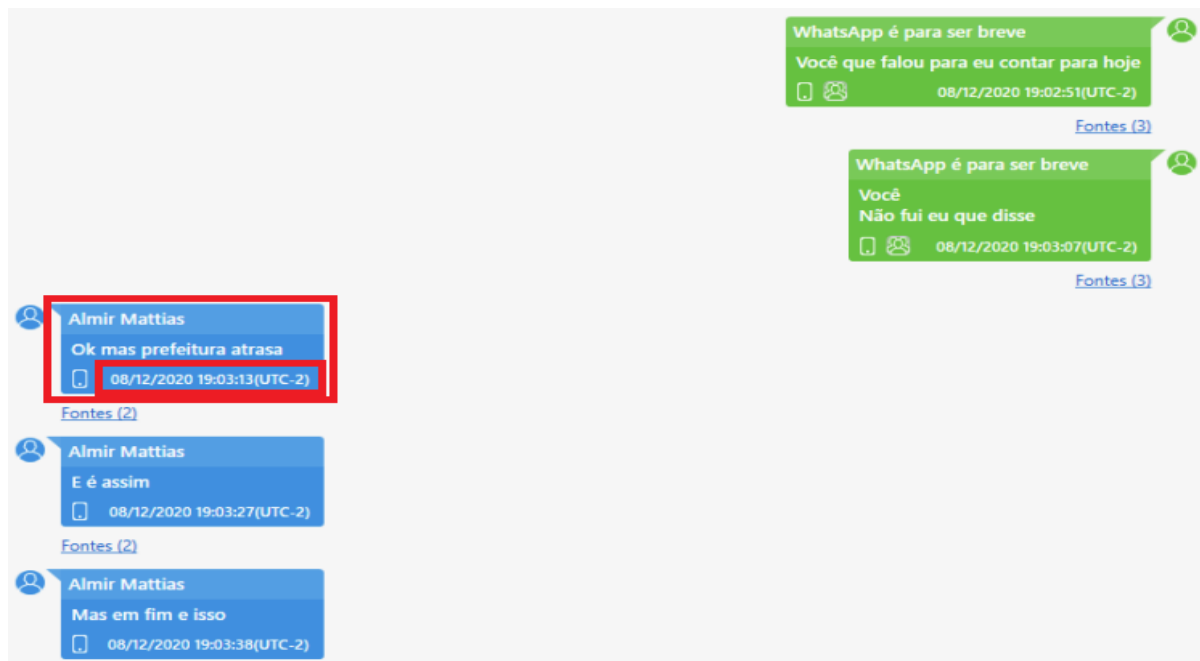 WhatsApp é para ser breve
Você que falou para eu contar para hoje
08/12/2020 19:02:51(UTC-2)
Fontes (3)
WhatsApp é para ser breve
Você
Não fui eu que disse
08/12/2020 19:03:07(UTC-2)
Fontes (3)
Almir Mattias
Ok mas prefeitura atrasa
08/12/2020 19:03:13(UTC-2)
Fontes (2)
Almir Mattias
E é assim
08/12/2020 19:03:27(UTC-2)
Fontes (2)
Almir Mattias
Mas em fim e isso
08/12/2020 19:03:38(UTC-2)